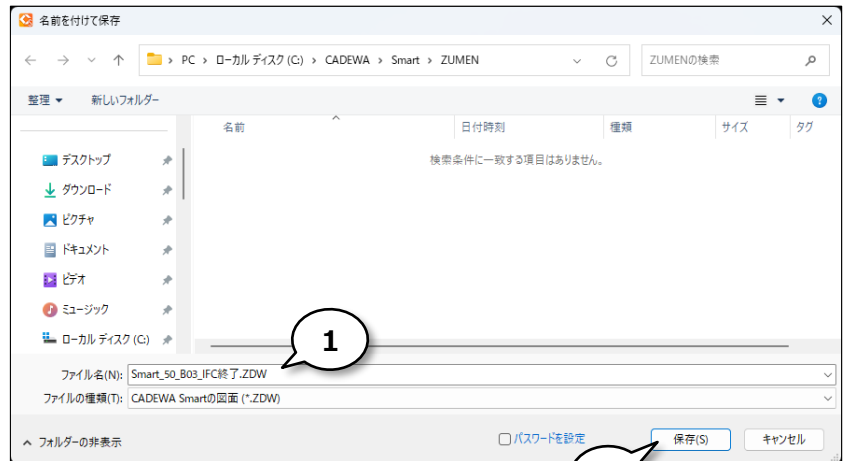 名前を付けて保存
PC › ローカル ディスク (C:) › CADEWA › Smart › ZUMEN
ZUMENの検索
整理 新しいフォルダー
名前 日付時刻 種類 サイズ タグ
検索条件に一致する項目はありません。
デスクトップ
ダウンロード
ピクチャ
ドキュメント
ビデオ
ミュージック
ローカル ディスク (C:)
1
ファイル名(N): Smart_50_B03_IFC終了.ZDW
ファイルの種類(T): CADEWA Smartの図面 (*.ZDW)
フォルダーの非表示
パスワードを設定
保存(S)
キャンセル